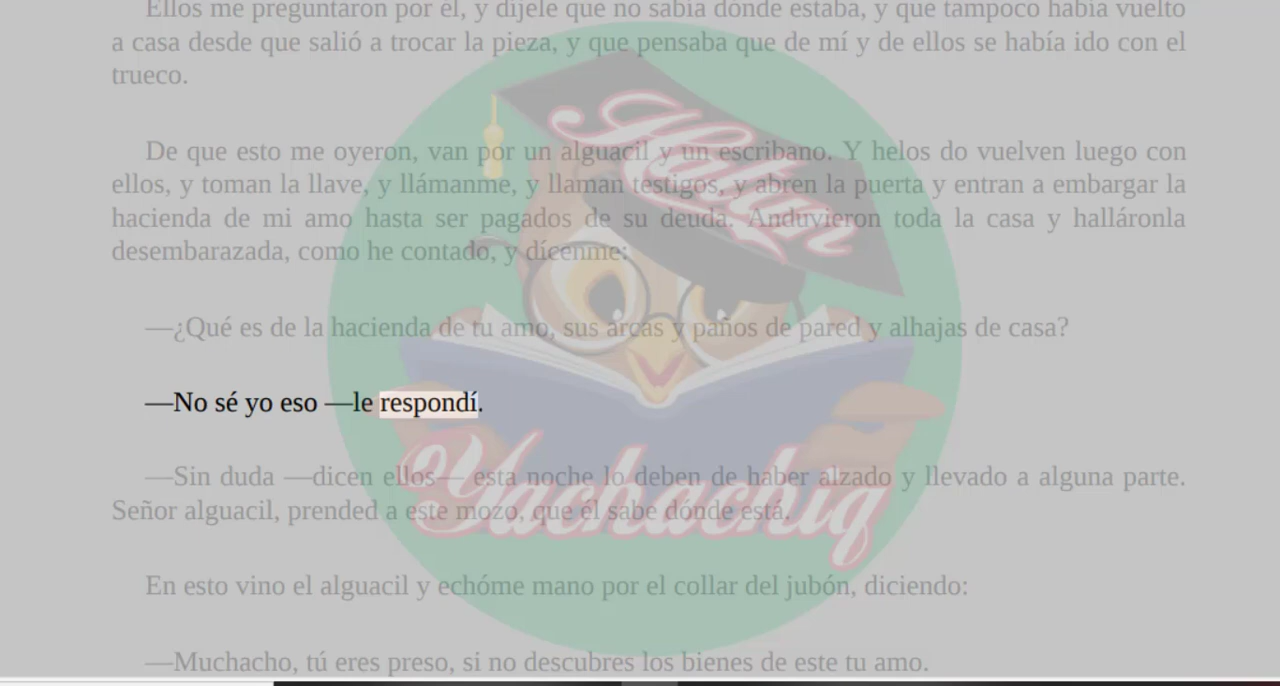 Ellos me preguntaron por él, y díjele que no sabía dónde estaba, y que tampoco había vuelto
a casa desde que salió a trocar la pieza, y que pensaba que de mí y de ellos se había ido con el
trueco.
De que esto me oyeron, van por un alguacil y un escribano. Y helos do vuelven luego con
ellos, y toman la llave, y llámanme, y llaman testigos, y abren la puerta y entran a embargar la
hacienda de mi amo hasta ser pagados de su deuda. Anduvieron toda la casa y halláronla
desembarazada, como he contado, y dícenme:
—¿Qué es de la hacienda de tu amo, sus arcas y paños de pared y alhajas de casa?
—No sé yo eso —le respondí.
—Sin duda —dicen ellos— esta noche lo deben de haber alzado y llevado a alguna parte.
Señor alguacil, prended a este mozo, que él sabe dónde está.
En esto vino el alguacil y echóme mano por el collar del jubón, diciendo:
—Muchacho, tú eres preso, si no descubres los bienes de este tu amo.
Hatun
Yachachiq